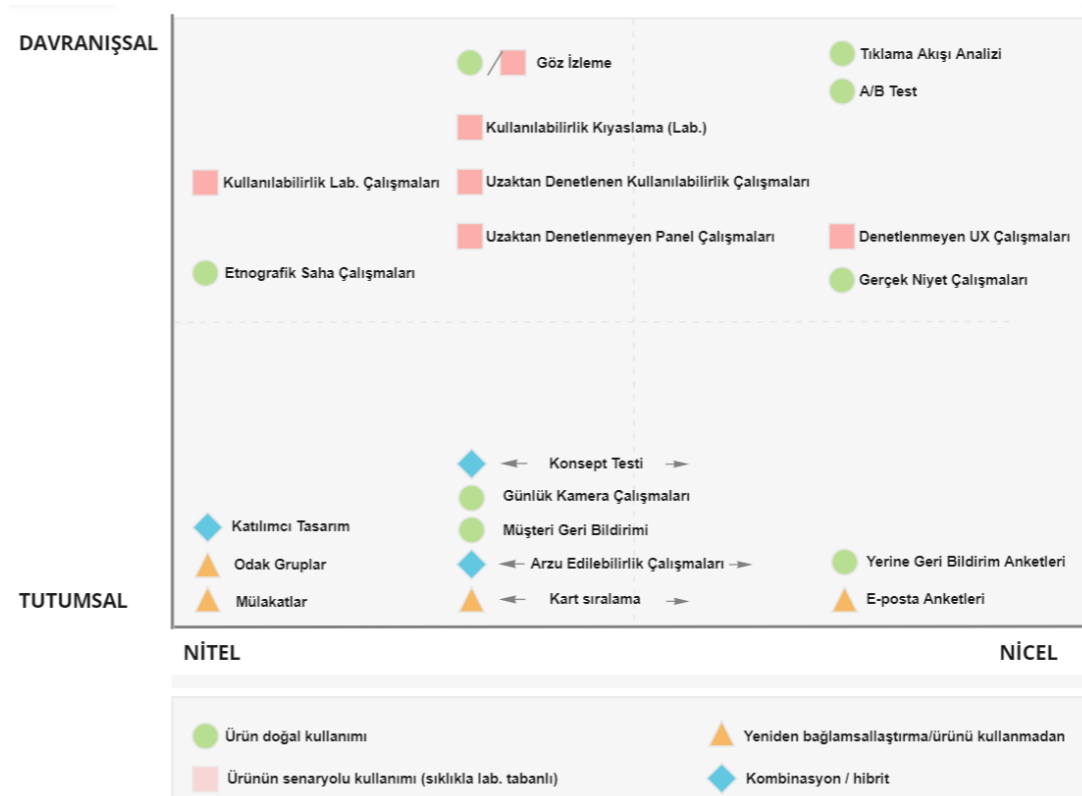 DAVRANIŞSAL
Göz İzleme
Tıklama Akışı Analizi
A/B Test
Kullanılabilirlik Kıyaslama (Lab.)
Kullanılabilirlik Lab. Çalışmaları
Uzaktan Denetlenen Kullanılabilirlik Çalışmaları
Uzaktan Denetlenmeyen Panel Çalışmaları
Denetlenmeyen UX Çalışmaları
Etnografik Saha Çalışmaları
Gerçek Niyet Çalışmaları
Konsept Testi
Günlük Kamera Çalışmaları
Katılımcı Tasarım
Müşteri Geri Bildirimi
Odak Gruplar
Arzu Edilebilirlik Çalışmaları
Yerine Geri Bildirim Anketleri
TUTUMSAL
Mülakatlar
Kart sıralama
E-posta Anketleri
NİTEL
NİCEL
Ürün doğal kullanımı
Yeniden bağlamsallaştırma/ürünü kullanmadan
Ürünün senaryolu kullanımı (sıklıkla lab. tabanlı)
Kombinasyon / hibrit